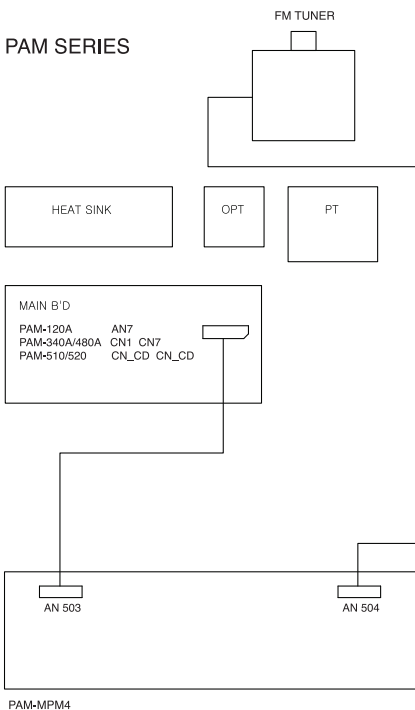 FM TUNER
PAM SERIES
HEAT SINK
OPT
PT
MAIN B'D
PAM-120A AN7
PAM-340A/480A CN1 CN7
PAM-510/520 CN_CD CN_CD
AN 503
AN 504
PAM-MPM4